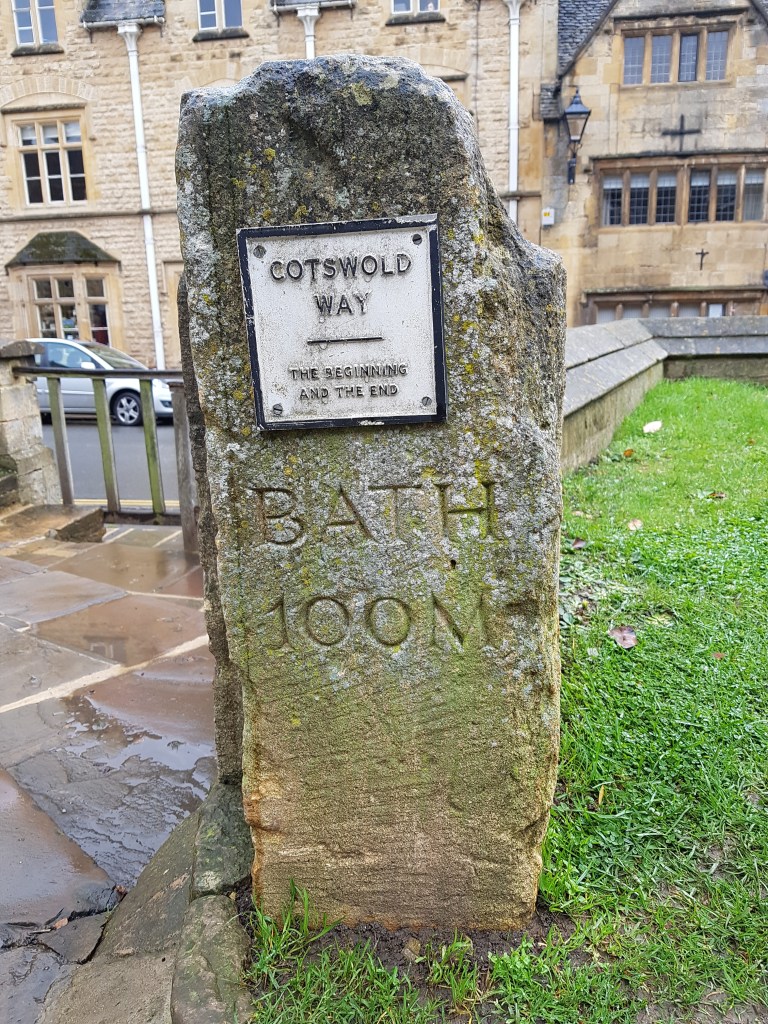 COTSWOLD
WAY
THE BEGINNING
AND THE END
BATH
100M